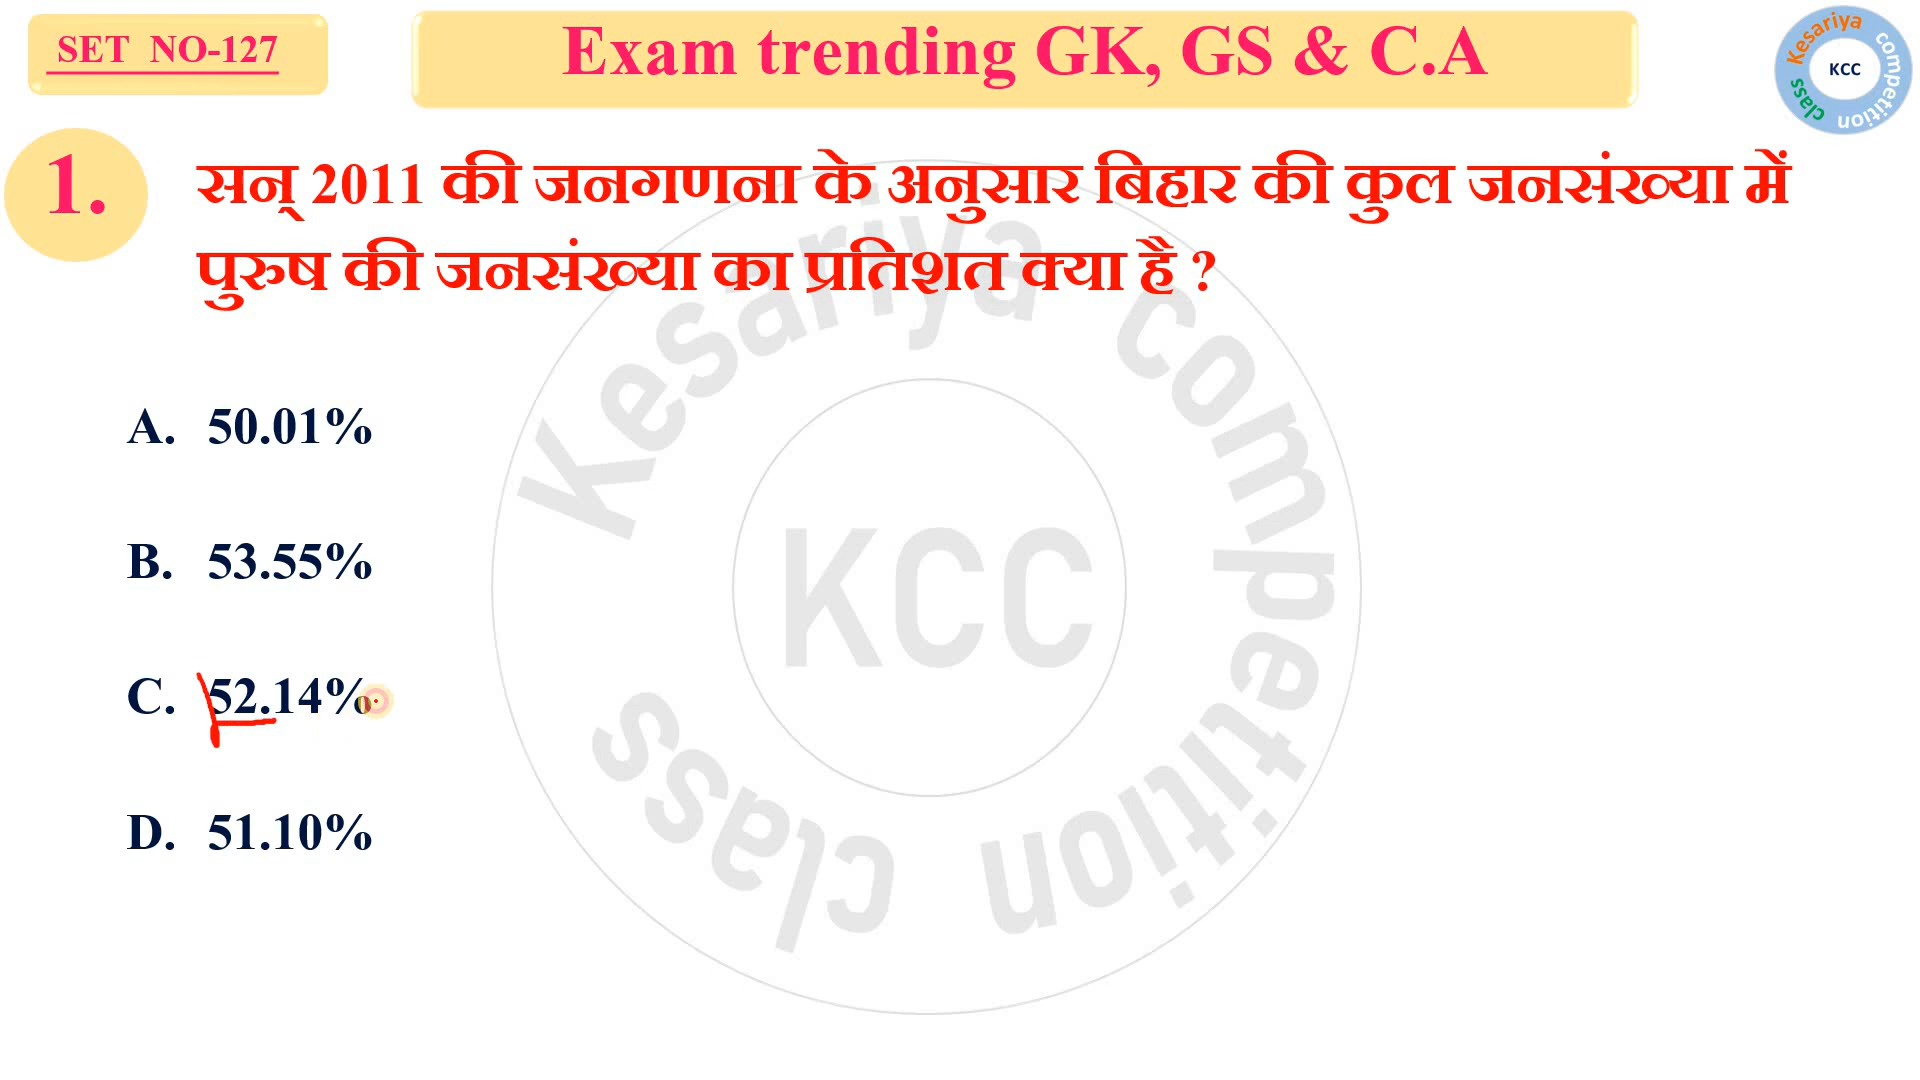 SET NO-127
Exam trending GK, GS & C.A
Kesariya competition class
KCC
1.
सन् 2011 की जनगणना के अनुसार बिहार की कुल जनसंख्या में
पुरुष की जनसंख्या का प्रतिशत क्या है ?
A. 50.01%
B. 53.55%
C. 52.14%
D. 51.10%
Kesariya competition class
KCC